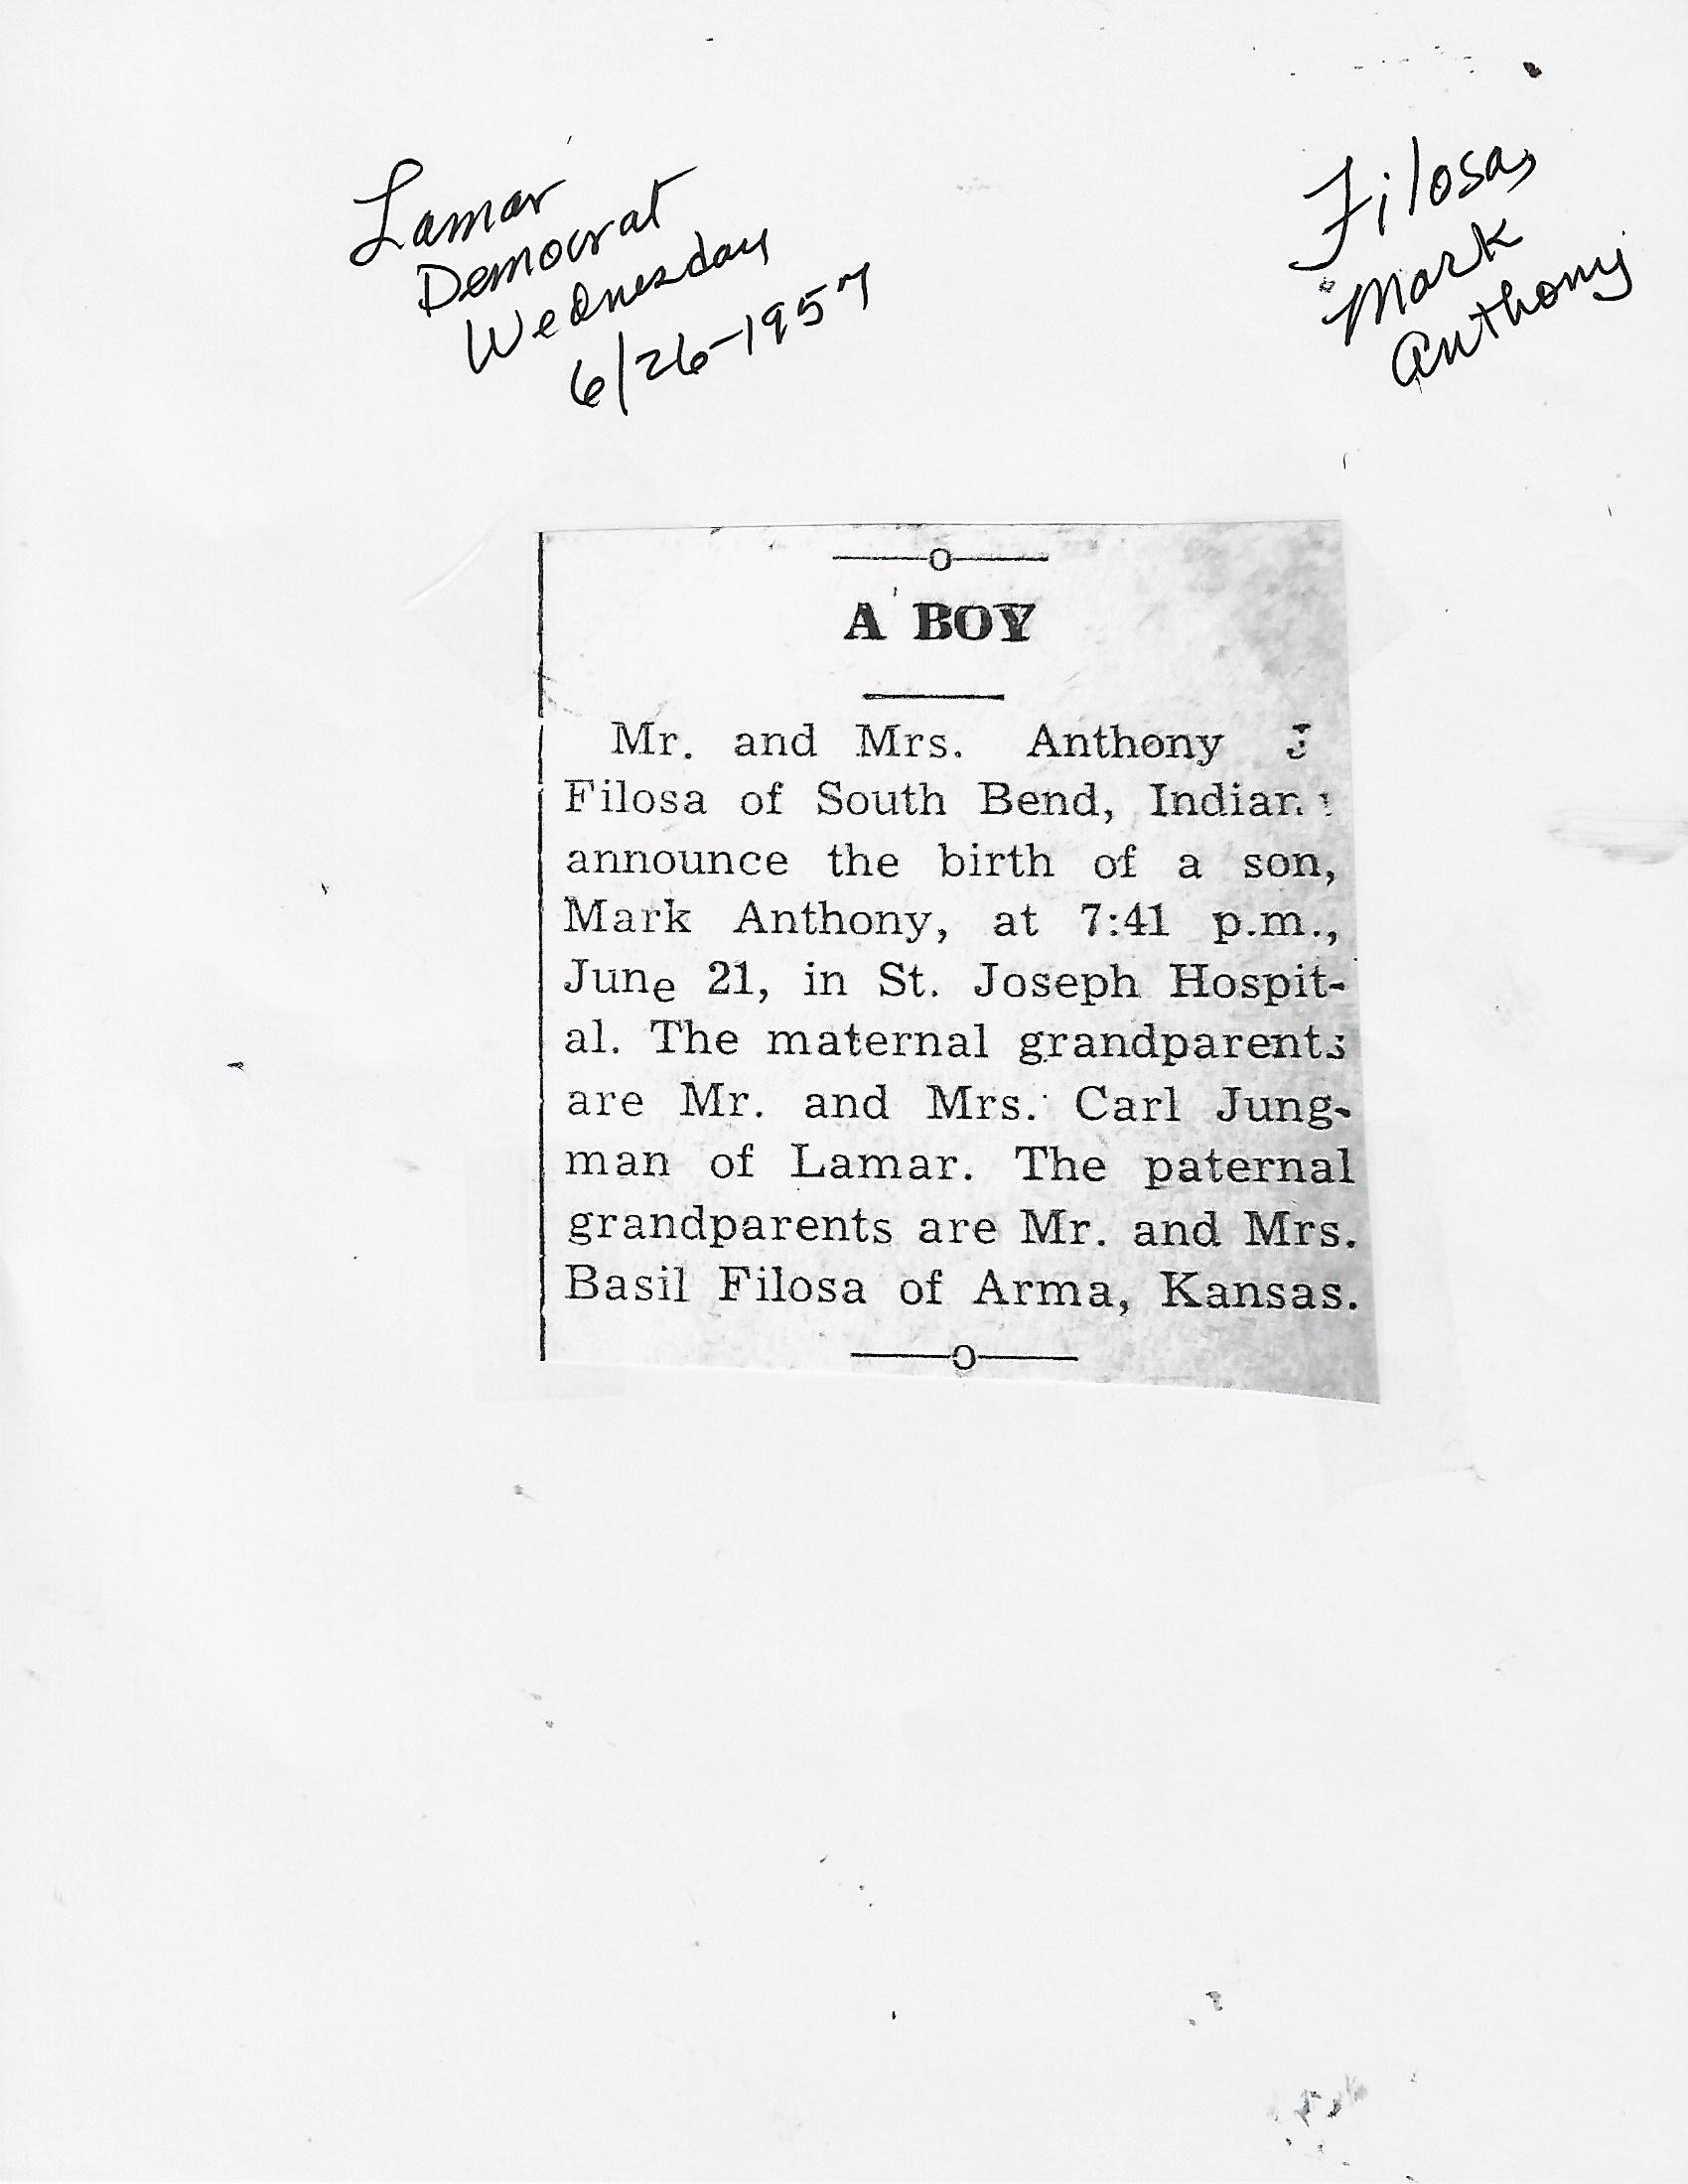 Lamar
Democrat
Wednesday
6/26-1957
Filosa,
Mark
Anthony
A BOY
Mr. and Mrs. Anthony J
Filosa of South Bend, Indiana
announce the birth of a son,
Mark Anthony, at 7:41 p.m.,
June 21, in St. Joseph Hospit-
al. The maternal grandparents
are Mr. and Mrs. Carl Jung-
man of Lamar. The paternal
grandparents are Mr. and Mrs.
Basil Filosa of Arma, Kansas.